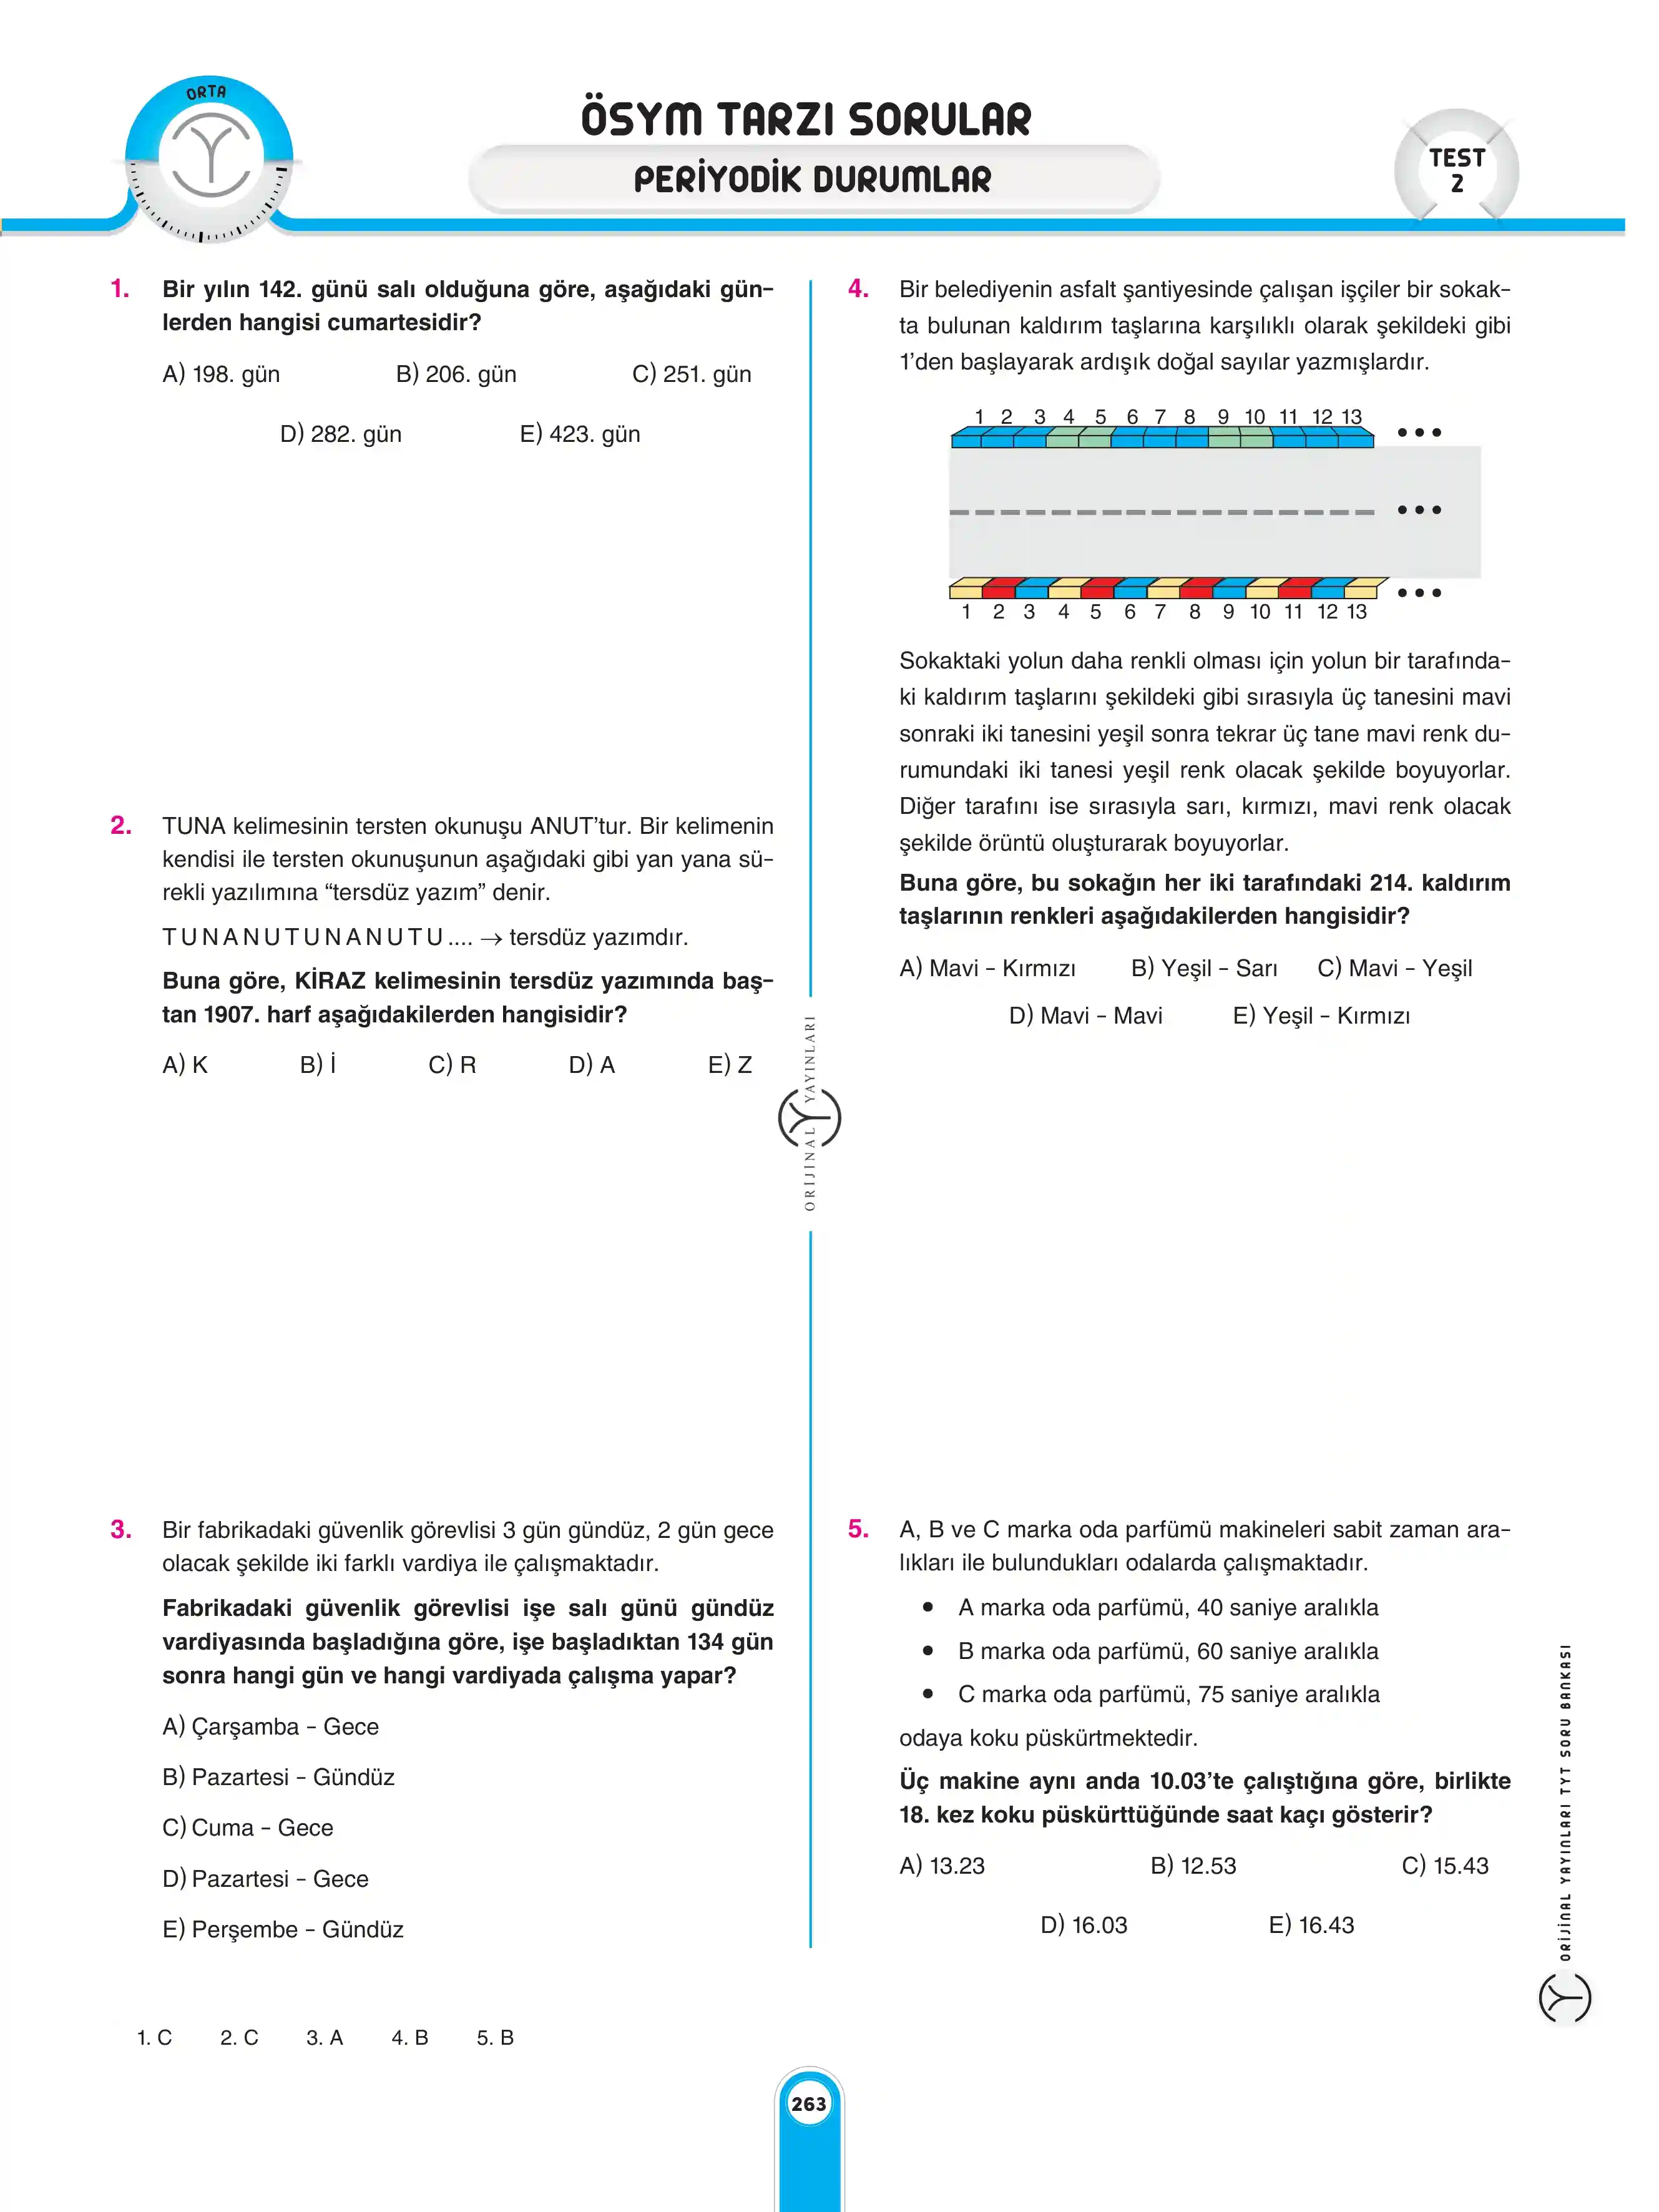 ORTA
ÖSYM TARZI SORULAR
PERİYODİK DURUMLAR
TEST
2
1. Bir yılın 142. günü salı olduğuna göre, aşağıdaki gün-
lerden hangisi cumartesidir?
A) 198. gün B) 206. gün C) 251. gün
D) 282. gün E) 423. gün
2. TUNA kelimesinin tersten okunuşu ANUT’tur. Bir kelimenin
kendisi ile tersten okunuşunun aşağıdaki gibi yan yana sü-
rekli yazılımına “tersdüz yazım” denir.
T U N A N U T U N A N U T U .... → tersdüz yazımdır.
Buna göre, KİRAZ kelimesinin tersdüz yazımında baş-
tan 1907. harf aşağıdakilerden hangisidir?
A) K B) İ C) R D) A E) Z
3. Bir fabrikadaki güvenlik görevlisi 3 gün gündüz, 2 gün gece
olacak şekilde iki farklı vardiya ile çalışmaktadır.
Fabrikadaki güvenlik görevlisi işe salı günü gündüz
vardiyasında başladığına göre, işe başladıktan 134 gün
sonra hangi gün ve hangi vardiyada çalışma yapar?
A) Çarşamba – Gece
B) Pazartesi – Gündüz
C) Cuma – Gece
D) Pazartesi – Gece
E) Perşembe – Gündüz
ORİJİNAL YAYINLARI
4. Bir belediyenin asfalt şantiyesinde çalışan işçiler bir sokak-
ta bulunan kaldırım taşlarına karşılıklı olarak şekildeki gibi
1’den başlayarak ardışık doğal sayılar yazmışlardır.
1 2 3 4 5 6 7 8 9 10 11 12 13
1 2 3 4 5 6 7 8 9 10 11 12 13
Sokaktaki yolun daha renkli olması için yolun bir tarafında-
ki kaldırım taşlarını şekildeki gibi sırasıyla üç tanesini mavi
sonraki iki tanesini yeşil sonra tekrar üç tane mavi renk du-
rumundaki iki tanesi yeşil renk olacak şekilde boyuyorlar.
Diğer tarafını ise sırasıyla sarı, kırmızı, mavi renk olacak
şekilde örüntü oluşturarak boyuyorlar.
Buna göre, bu sokağın her iki tarafındaki 214. kaldırım
taşlarının renkleri aşağıdakilerden hangisidir?
A) Mavi – Kırmızı B) Yeşil – Sarı C) Mavi – Yeşil
D) Mavi – Mavi E) Yeşil – Kırmızı
5. A, B ve C marka oda parfümü makineleri sabit zaman ara-
lıkları ile bulundukları odalarda çalışmaktadır.
• A marka oda parfümü, 40 saniye aralıkla
• B marka oda parfümü, 60 saniye aralıkla
• C marka oda parfümü, 75 saniye aralıkla
odaya koku püskürtmektedir.
Üç makine aynı anda 10.03’te çalıştığına göre, birlikte
18. kez koku püskürttüğünde saat kaçı gösterir?
A) 13.23 B) 12.53 C) 15.43
D) 16.03 E) 16.43
ORİJİNAL YAYINLARI TYT SORU BANKASI
1. C 2. C 3. A 4. B 5. B
263